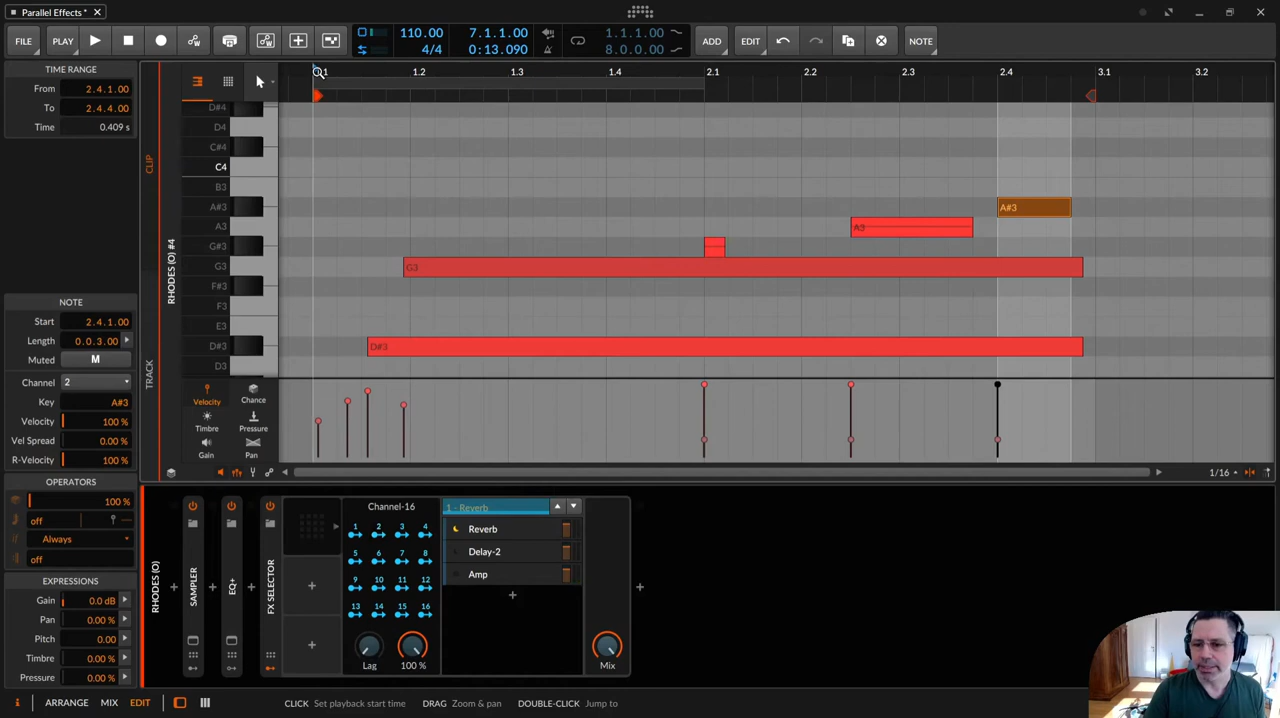 Parallel Effects *
FILE PLAY 110.00 4/4 7.1.1.00 0:13.090 1.1.1.00 8.0.0.00 ADD EDIT NOTE
TIME RANGE
From 2.4.1.00
To 2.4.4.00
Time 0.409 s
CLIP
TRACK
RHODES (O) #4
1.2 1.3 1.4 2.1 2.2 2.3 2.4 3.1 3.2
D#4
D4
C#4
C4
B3
A#3 A#3
A3 A3
G#3
G3 G3
F#3
F3
E3
D#3 D#3
D3
NOTE
Start 2.4.1.00
Length 0.0.3.00
Muted M
Channel 2
Key A#3
Velocity 100 %
Vel Spread 0.00 %
R-Velocity 100 %
Velocity Chance
Timbre Pressure
Gain Pan
1/16
OPERATORS
100 %
off
Always
off
EXPRESSIONS
Gain 0.0 dB
Pan 0.00 %
Pitch 0.00
Timbre 0.00 %
Pressure 0.00 %
RHODES (O)
SAMPLER
EQ+
FX SELECTOR
Channel-16
1 2 3 4
5 6 7 8
9 10 11 12
13 14 15 16
Lag 100 %
1 - Reverb
Reverb
Delay-2
Amp
Mix
i ARRANGE MIX EDIT CLICK Set playback start time DRAG Zoom & pan DOUBLE-CLICK Jump to